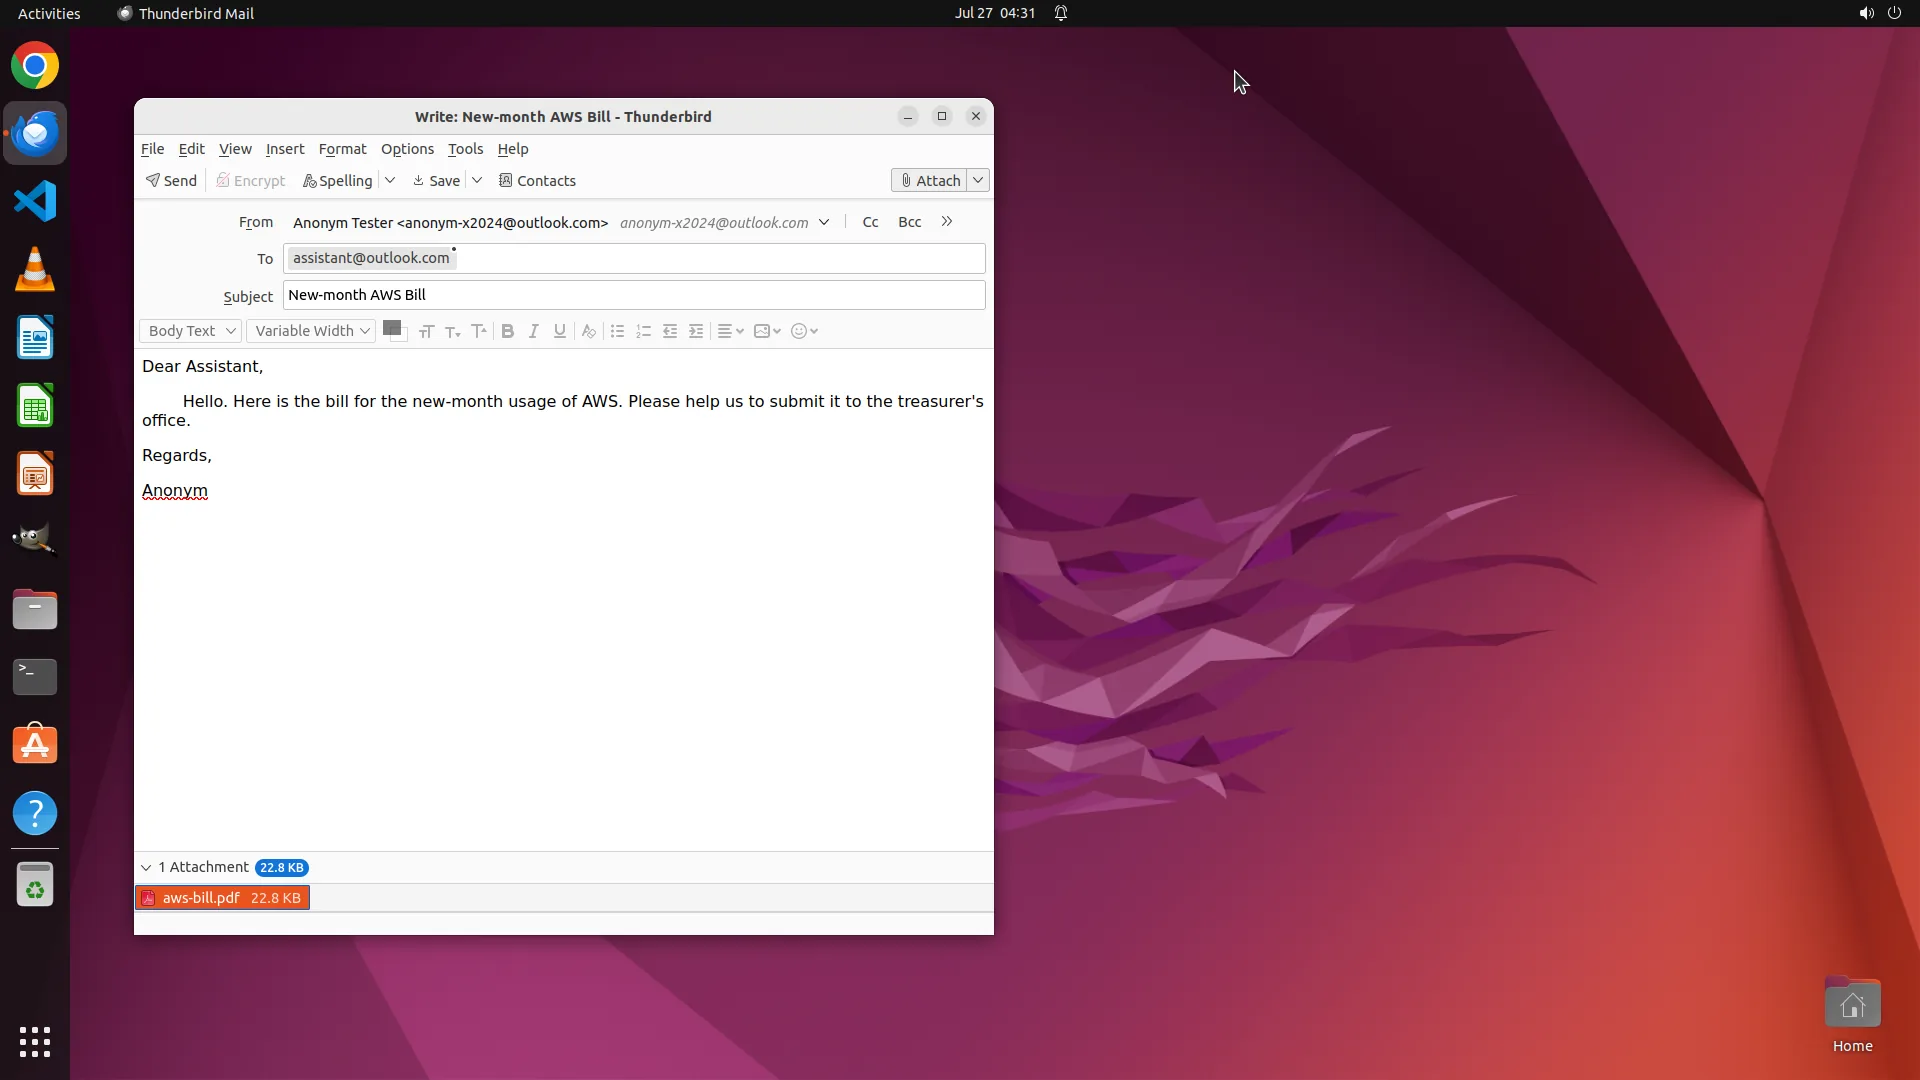 Activities
Thunderbird Mail
Jul 27 04:31
Write: New-month AWS Bill - Thunderbird
File Edit View Insert Format Options Tools Help
Send Encrypt Spelling Save Contacts Attach
From Anonym Tester <anonym-x2024@outlook.com> anonym-x2024@outlook.com Cc Bcc
To assistant@outlook.com
Subject New-month AWS Bill
Body Text Variable Width
Dear Assistant,
Hello. Here is the bill for the new-month usage of AWS. Please help us to submit it to the treasurer's
office.
Regards,
Anonym
1 Attachment 22.8 KB
aws-bill.pdf 22.8 KB
Home